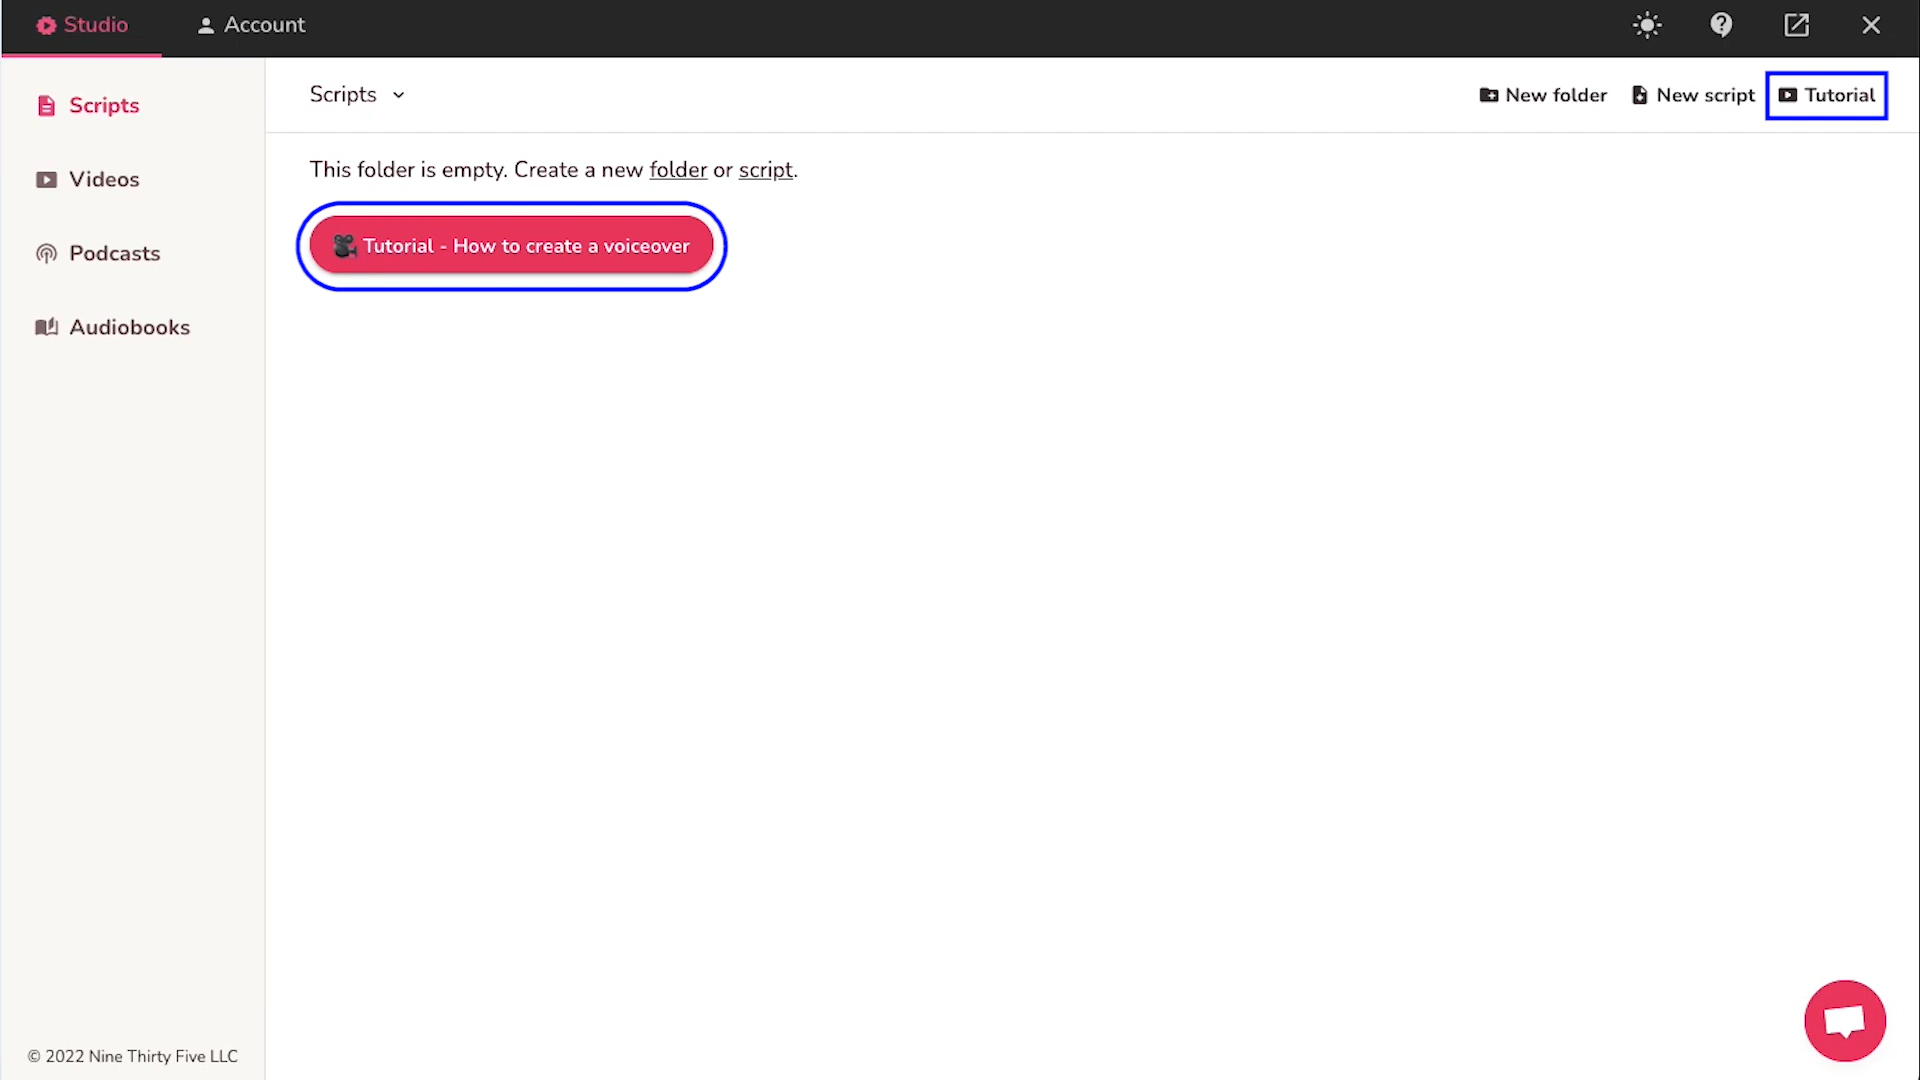 Studio
Account
Scripts
Videos
Podcasts
Audiobooks
© 2022 Nine Thirty Five LLC
Scripts
New folder
New script
Tutorial
This folder is empty. Create a new folder or script.
Tutorial - How to create a voiceover